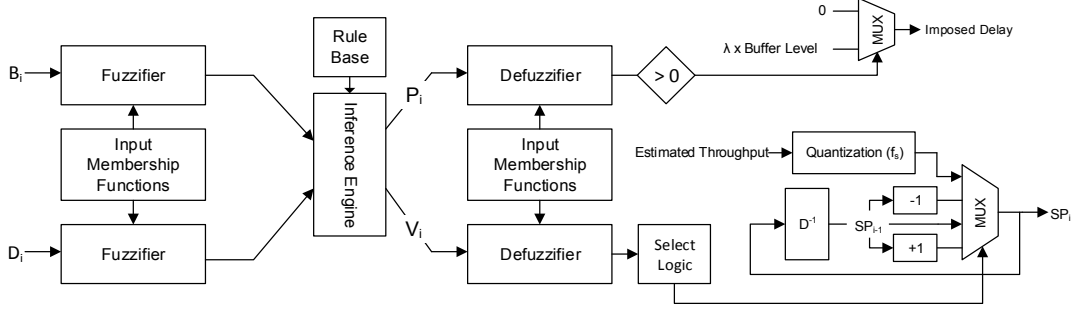 0
λ x Buffer Level
MUX
Imposed Delay
Rule
Base
Bᵢ
Fuzzifier
Pᵢ
Defuzzifier
> 0
Inference Engine
Input
Membership
Functions
Input
Membership
Functions
Estimated Throughput
Quantization (fₛ)
D⁻¹
SPᵢ₋₁
-1
+1
MUX
SPᵢ
Vᵢ
Dᵢ
Fuzzifier
Defuzzifier
Select
Logic